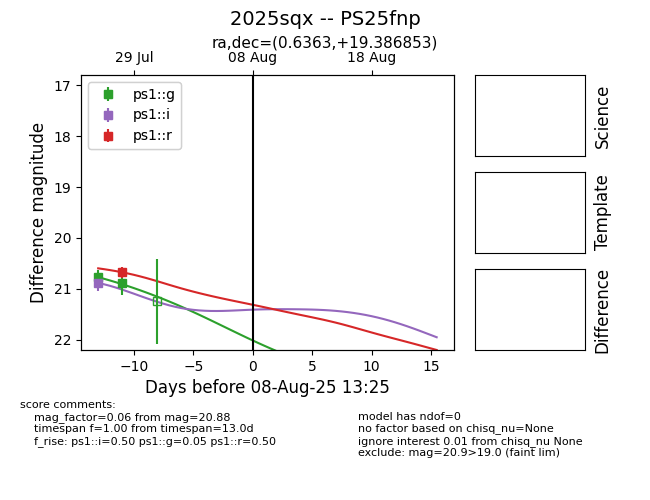 2025sqx -- PS25fnp
ra,dec=(0.6363,+19.386853)
29 Jul 08 Aug 18 Aug
ps1::g
ps1::i
ps1::r
17
18
19
20
21
22
Difference magnitude
−10 −5 0 5 10 15
Days before 08-Aug-25 13:25
Science
Template
Difference
score comments:
mag_factor=0.06 from mag=20.88
timespan f=1.00 from timespan=13.0d
f_rise: ps1::i=0.50 ps1::g=0.05 ps1::r=0.50
model has ndof=0
no factor based on chisq_nu=None
ignore interest 0.01 from chisq_nu None
exclude: mag=20.9>19.0 (faint lim)